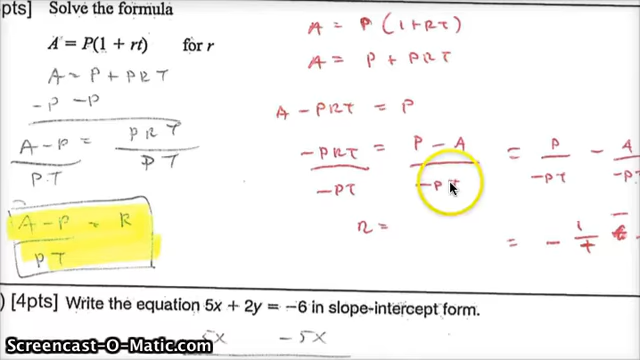 pts] Solve the formula
A = P(1 + rt) for r
A = P + PRT
-P -P
A-P = PRT
PT PT
A-P = R
PT
A = P (1+RT)
A = P + PRT
A - PRT = P
-PRT = P - A = P - A
-PT -PT -PT -PT
R = = - 1
T
) [4pts] Write the equation 5x + 2y = −6 in slope-intercept form.
-5x -5x
Screencast-O-Matic.com